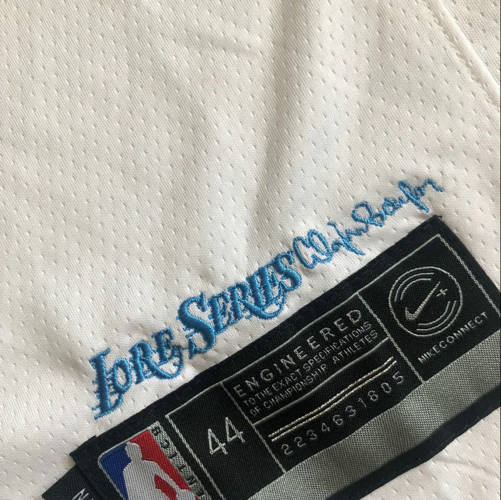 LORE SERIES
ENGINEERED
TO THE EXACT SPECIFICATIONS
OF CHAMPIONSHIP ATHLETES
44
2234631805
NIKECONNECT